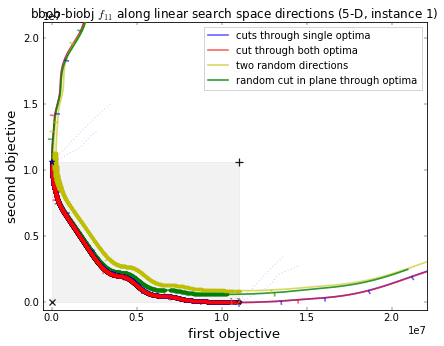 bbob-biobj f₁₁ along linear search space directions (5-D, instance 1)
1e7
cuts through single optima
cut through both optima
two random directions
random cut in plane through optima
2.0
1.5
1.0
0.5
0.0
second objective
0.0 0.5 1.0 1.5 2.0
1e7
first objective